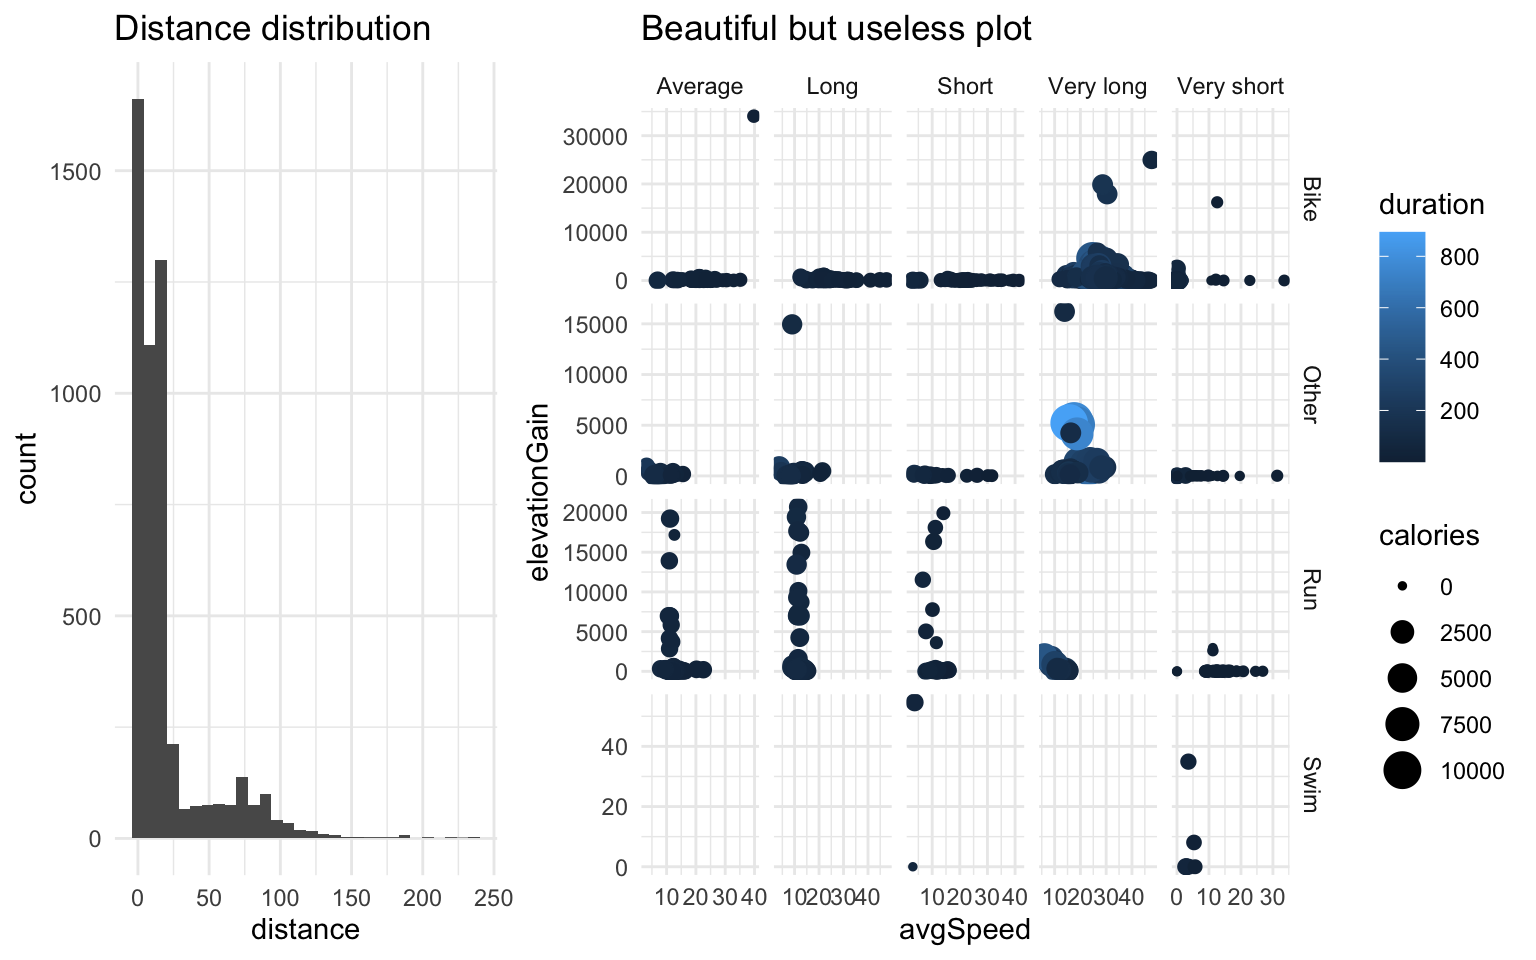 Distance distribution
1500
1000
500
0
count
0 50 100 150 200 250
distance
Beautiful but useless plot
Average Long Short Very long Very short
30000
20000
10000
0
Bike
15000
10000
5000
0
Other
20000
15000
10000
5000
0
Run
40
20
0
Swim
elevationGain
10 20 30 40 10 20 30 40 10 20 30 40 10 20 30 40 0 10 20 30
avgSpeed
duration
800
600
400
200
calories
0
2500
5000
7500
10000